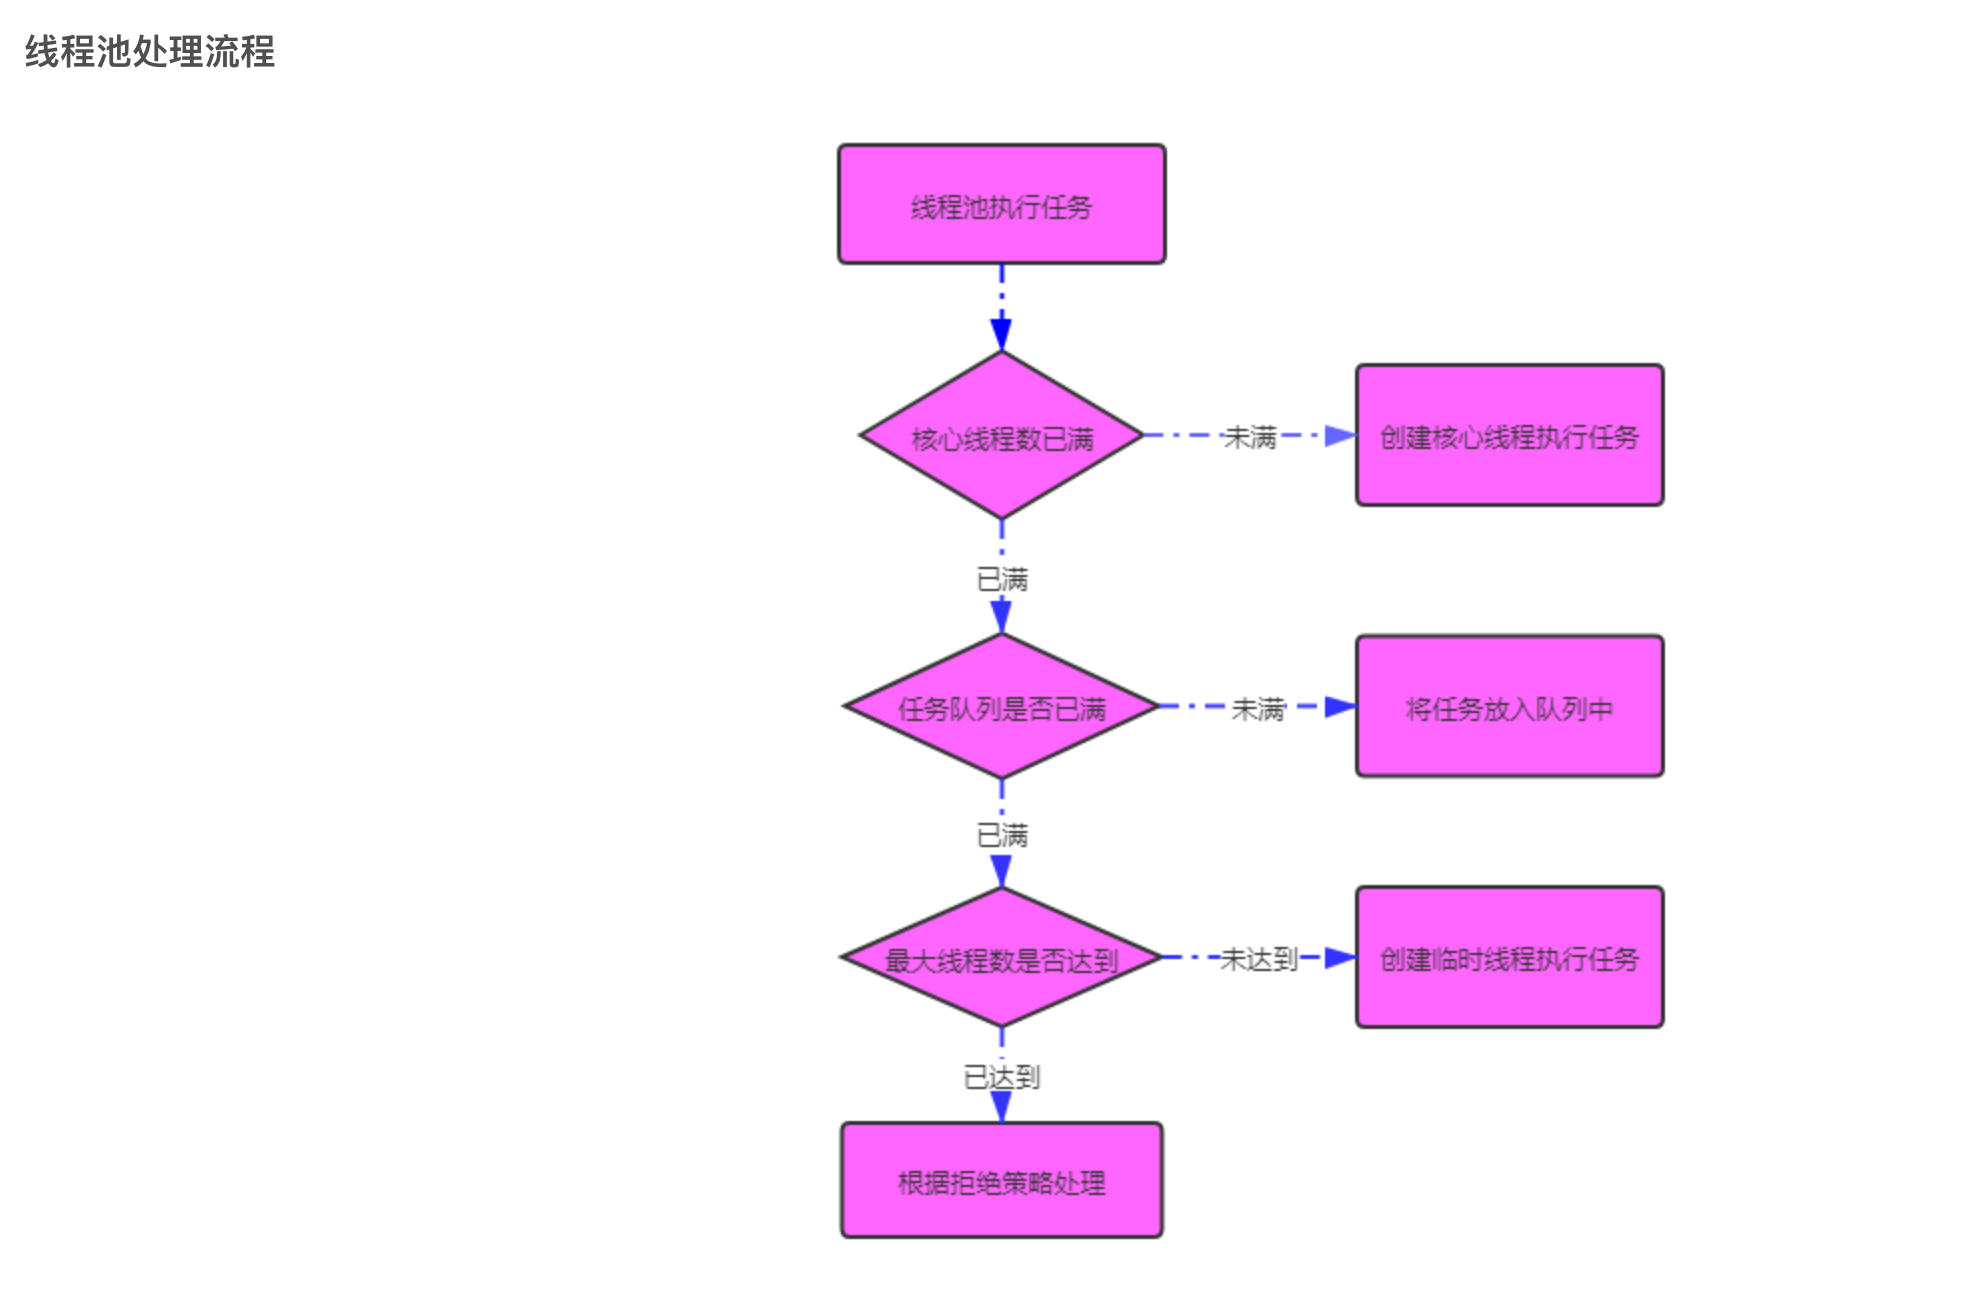 线程池处理流程
线程池执行任务
核心线程数已满
未满
创建核心线程执行任务
已满
任务队列是否已满
未满
将任务放入队列中
已满
最大线程数是否达到
未达到
创建临时线程执行任务
已达到
根据拒绝策略处理